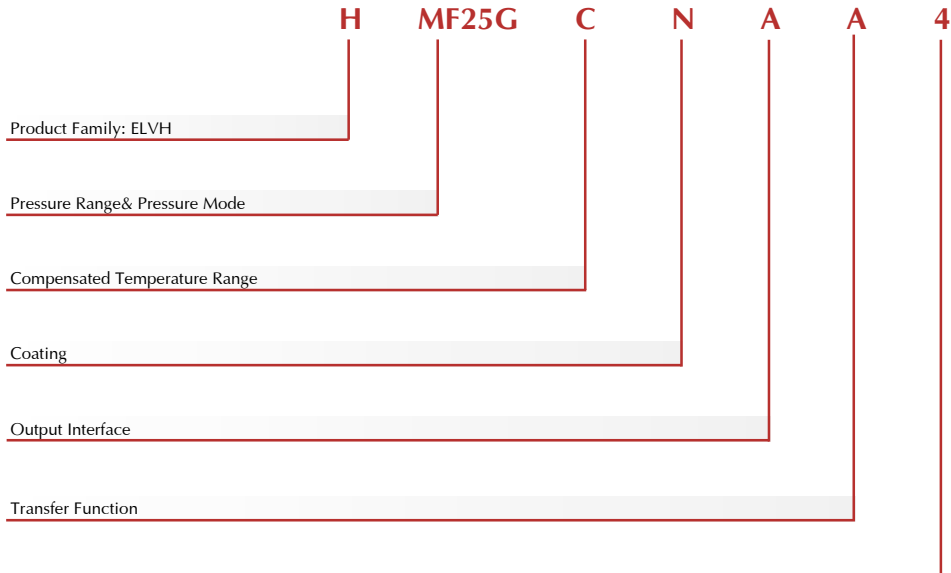 H MF25G C N A A 4
Product Family: ELVH
Pressure Range& Pressure Mode
Compensated Temperature Range
Coating
Output Interface
Transfer Function